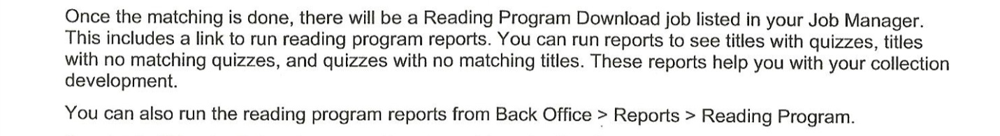 Once the matching is done, there will be a Reading Program Download job listed in your Job Manager.
This includes a link to run reading program reports. You can run reports to see titles with quizzes, titles
with no matching quizzes, and quizzes with no matching titles. These reports help you with your collection
development.
You can also run the reading program reports from Back Office > Reports > Reading Program.